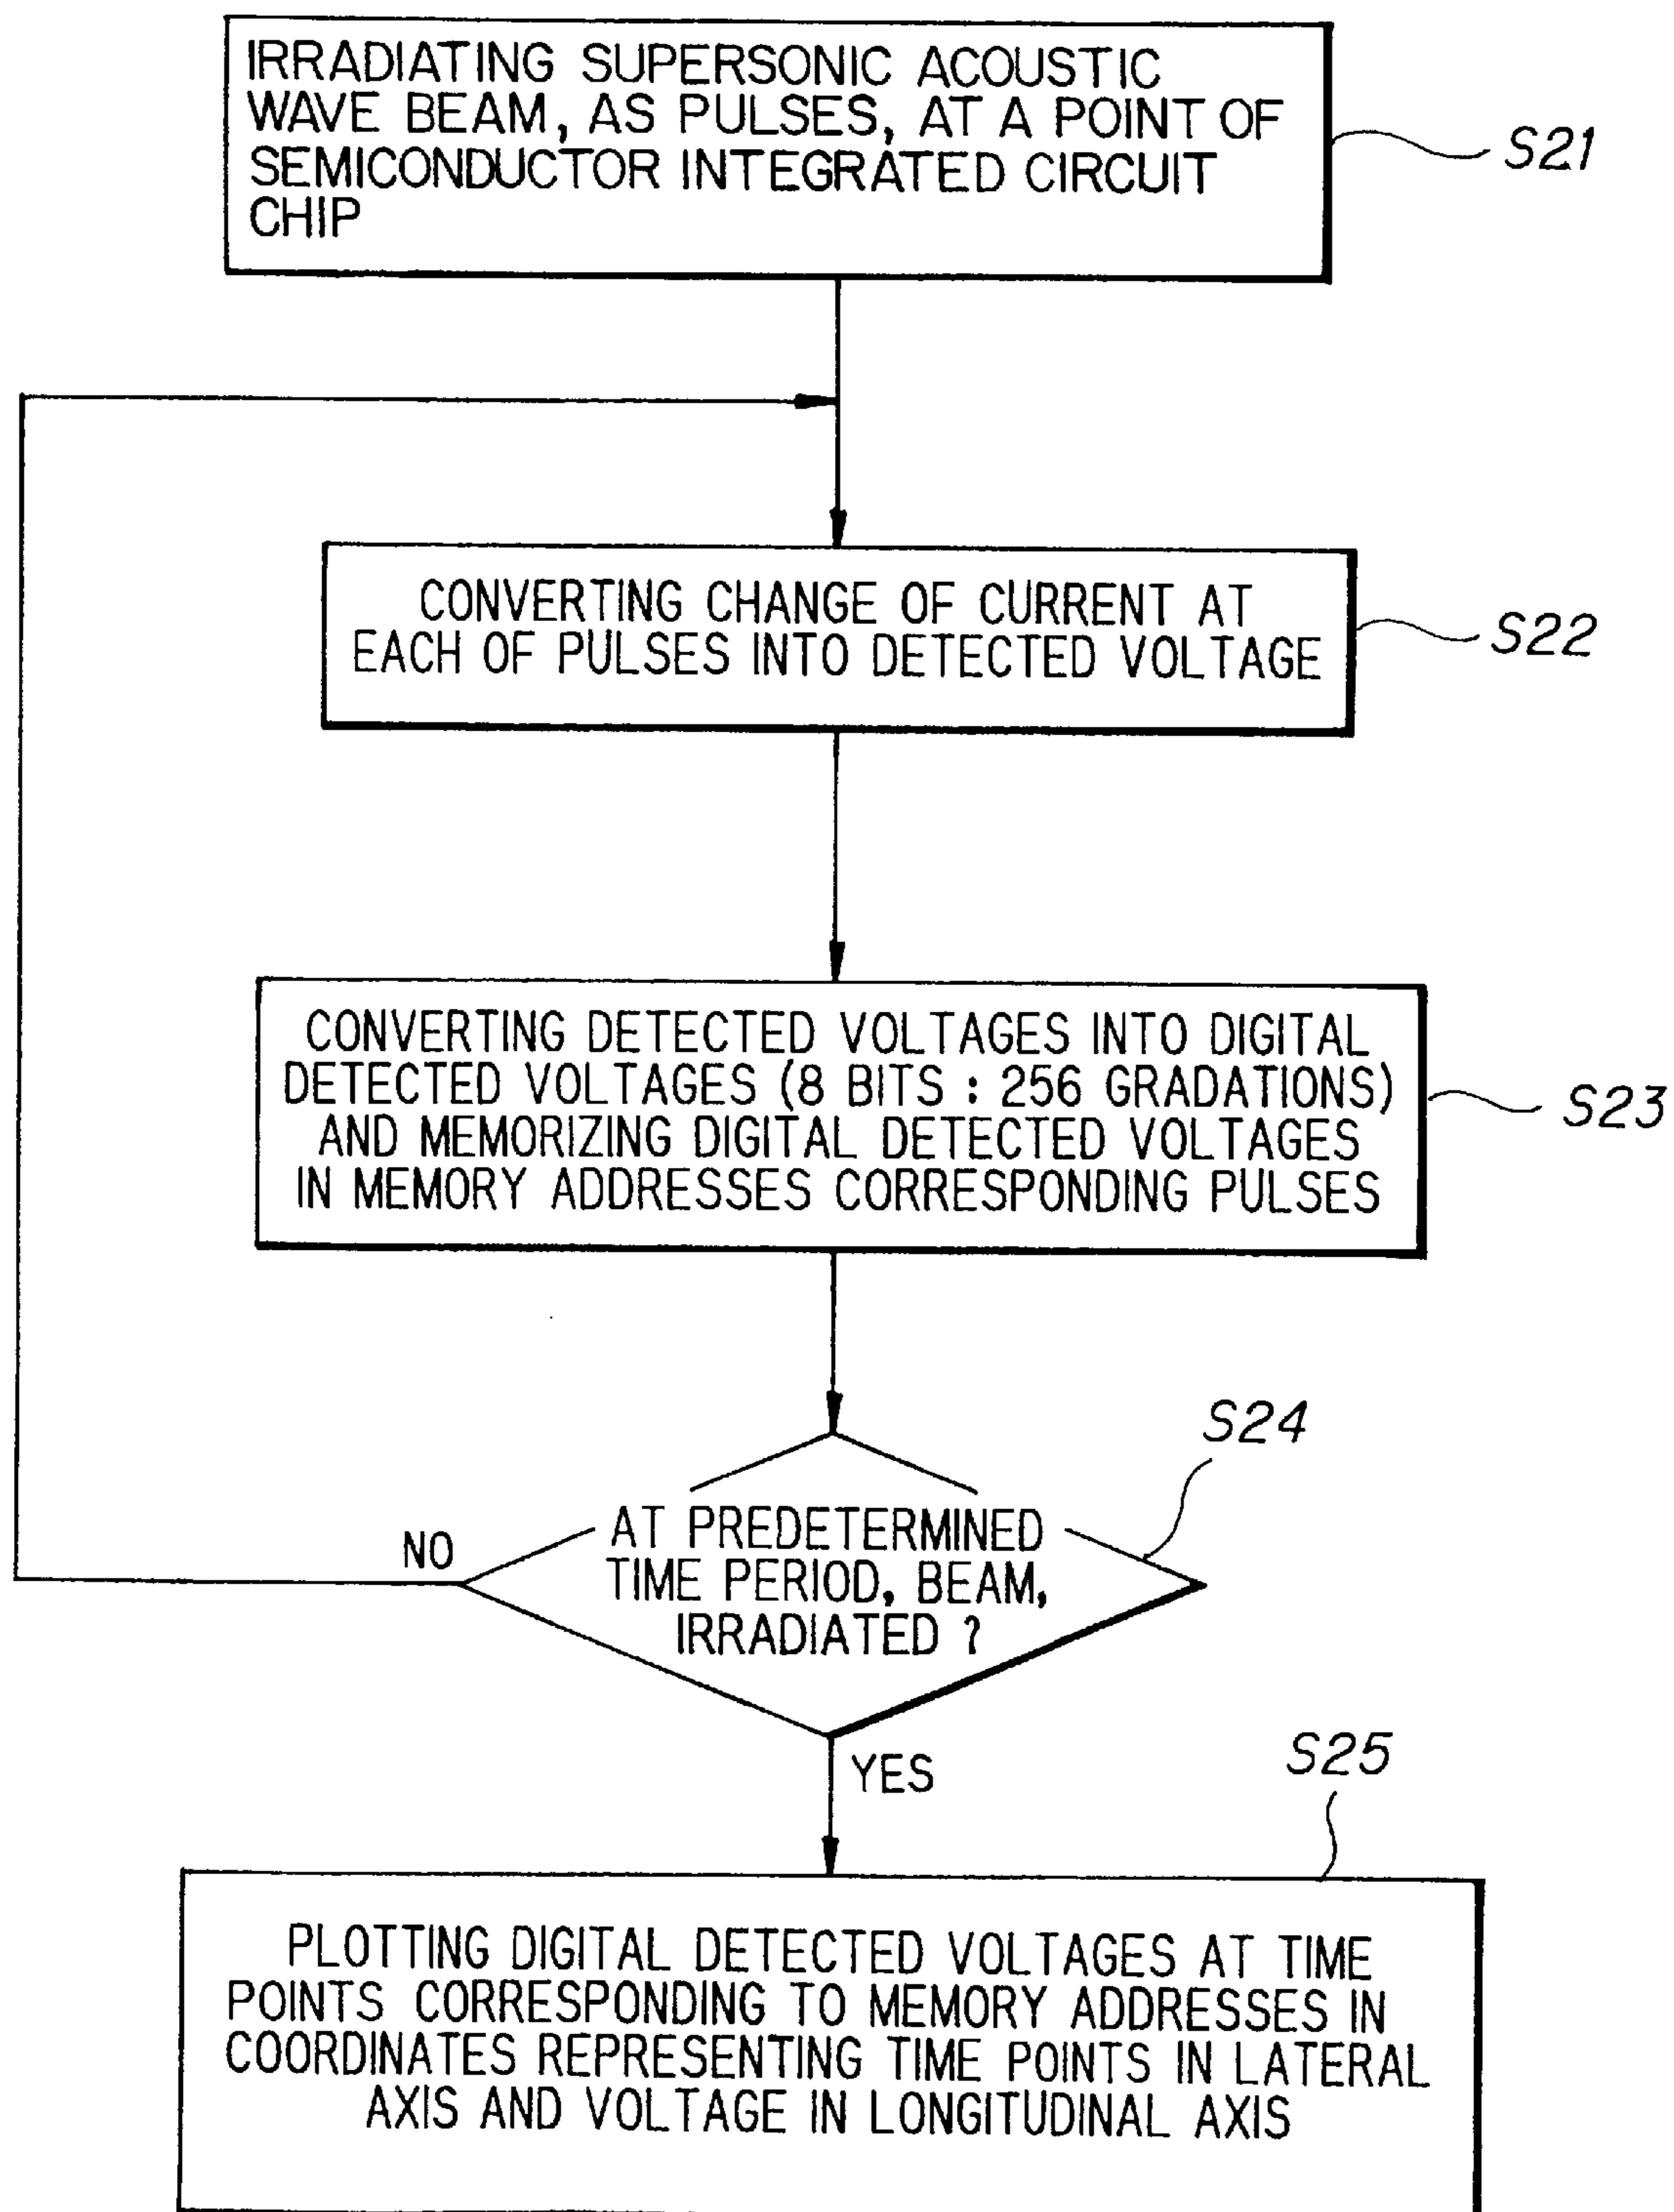 IRRADIATING SUPERSONIC ACOUSTIC
WAVE BEAM, AS PULSES, AT A POINT OF
SEMICONDUCTOR INTEGRATED CIRCUIT
CHIP
S21
CONVERTING CHANGE OF CURRENT AT
EACH OF PULSES INTO DETECTED VOLTAGE
S22
CONVERTING DETECTED VOLTAGES INTO DIGITAL
DETECTED VOLTAGES (8 BITS : 256 GRADATIONS)
AND MEMORIZING DIGITAL DETECTED VOLTAGES
IN MEMORY ADDRESSES CORRESPONDING PULSES
S23
S24
AT PREDETERMINED
TIME PERIOD, BEAM,
IRRADIATED ?
NO
YES
S25
PLOTTING DIGITAL DETECTED VOLTAGES AT TIME
POINTS CORRESPONDING TO MEMORY ADDRESSES IN
COORDINATES REPRESENTING TIME POINTS IN LATERAL
AXIS AND VOLTAGE IN LONGITUDINAL AXIS